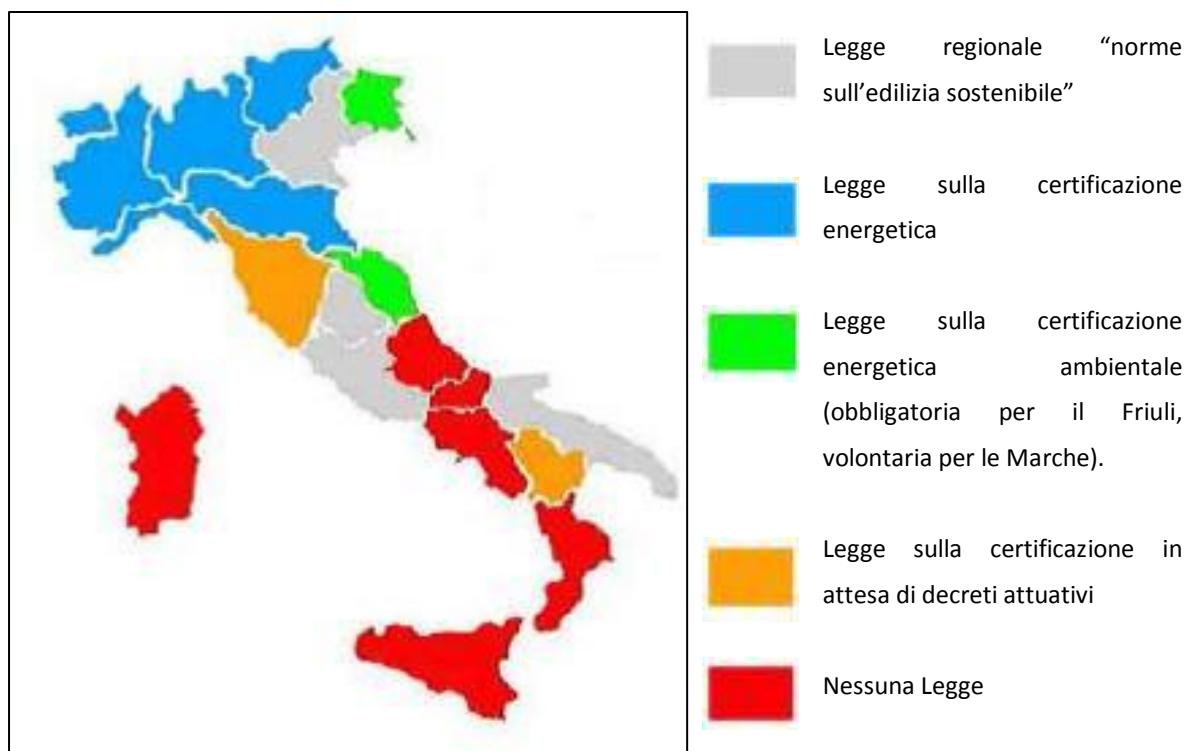 Legge regionale “norme
sull’edilizia sostenibile”
Legge sulla certificazione
energetica
Legge sulla certificazione
energetica ambientale
(obbligatoria per il Friuli,
volontaria per le Marche).
Legge sulla certificazione in
attesa di decreti attuativi
Nessuna Legge